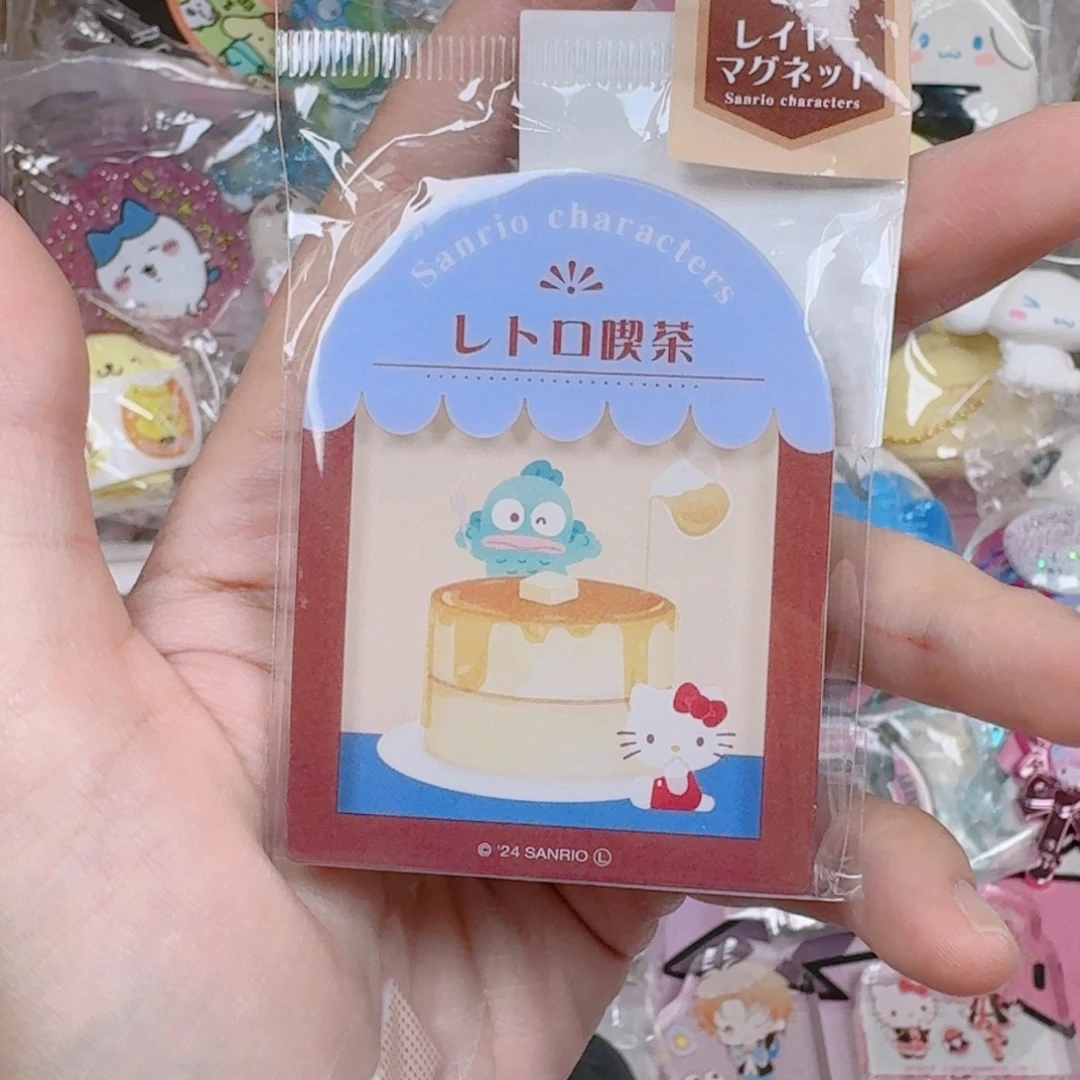 レイヤー
マグネット
Sanrio characters
Sanrio characters
レトロ喫茶
© '24 SANRIO Ⓛ